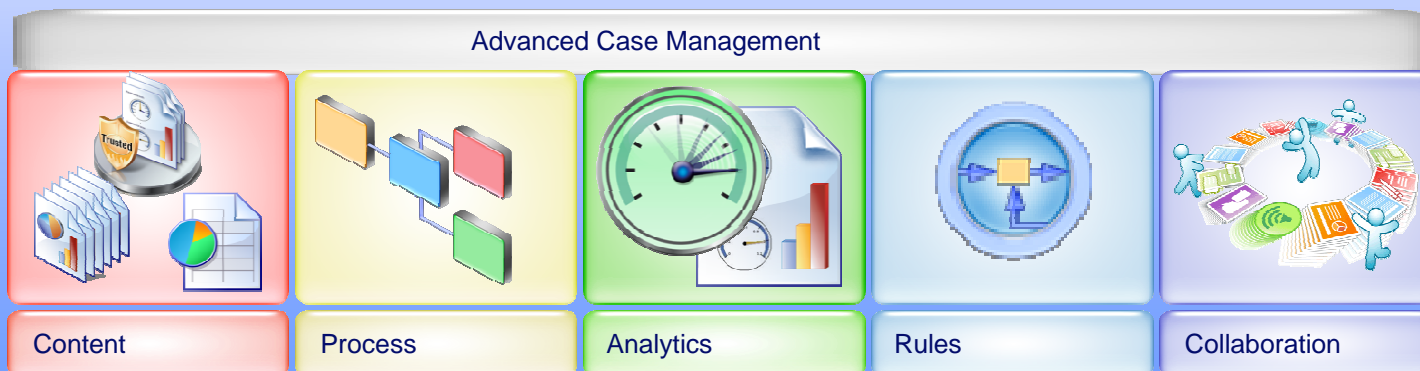 Advanced Case Management
Trusted
Content
Process
Analytics
Rules
Collaboration